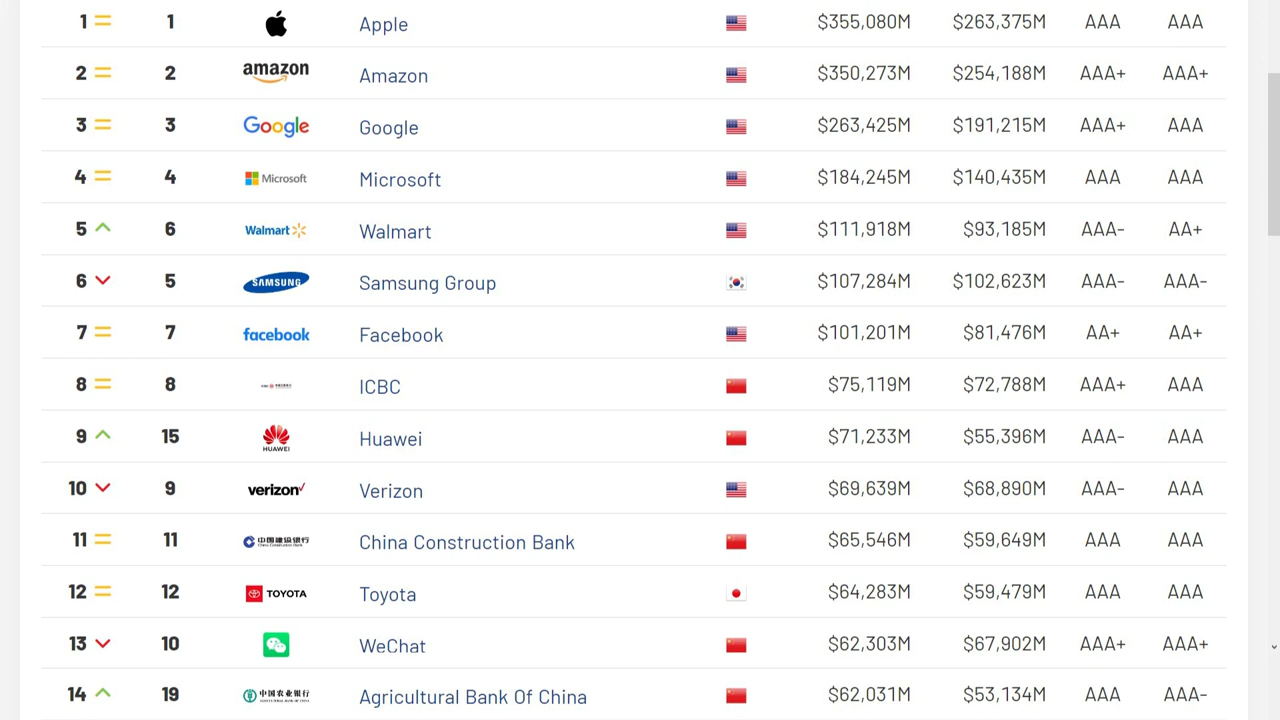 1 = 1 Apple $355,080M $263,375M AAA AAA
2 = 2 amazon Amazon $350,273M $254,188M AAA+ AAA+
3 = 3 Google Google $263,425M $191,215M AAA+ AAA
4 = 4 Microsoft Microsoft $184,245M $140,435M AAA AAA
5 6 Walmart Walmart $111,918M $93,185M AAA- AA+
6 5 SAMSUNG Samsung Group $107,284M $102,623M AAA- AAA-
7 = 7 facebook Facebook $101,201M $81,476M AA+ AA+
8 = 8 ICBC $75,119M $72,788M AAA+ AAA
9 15 HUAWEI Huawei $71,233M $55,396M AAA- AAA
10 9 verizon Verizon $69,639M $68,890M AAA- AAA
11 = 11 中国建设银行 China Construction Bank China Construction Bank $65,546M $59,649M AAA AAA
12 = 12 TOYOTA Toyota $64,283M $59,479M AAA AAA
13 10 WeChat $62,303M $67,902M AAA+ AAA+
14 19 中国农业银行 AGRICULTURAL BANK OF CHINA Agricultural Bank Of China $62,031M $53,134M AAA AAA-